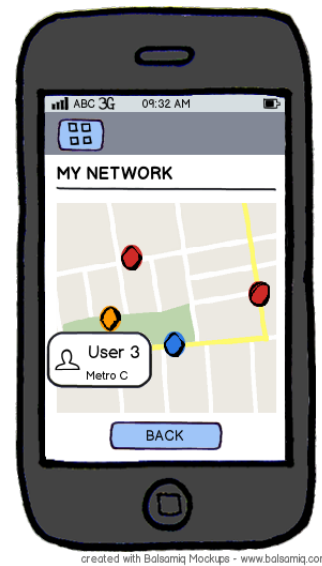 ABC 3G 09:32 AM
MY NETWORK
User 3
Metro C
BACK
created with Balsamiq Mockups - www.balsamiq.com